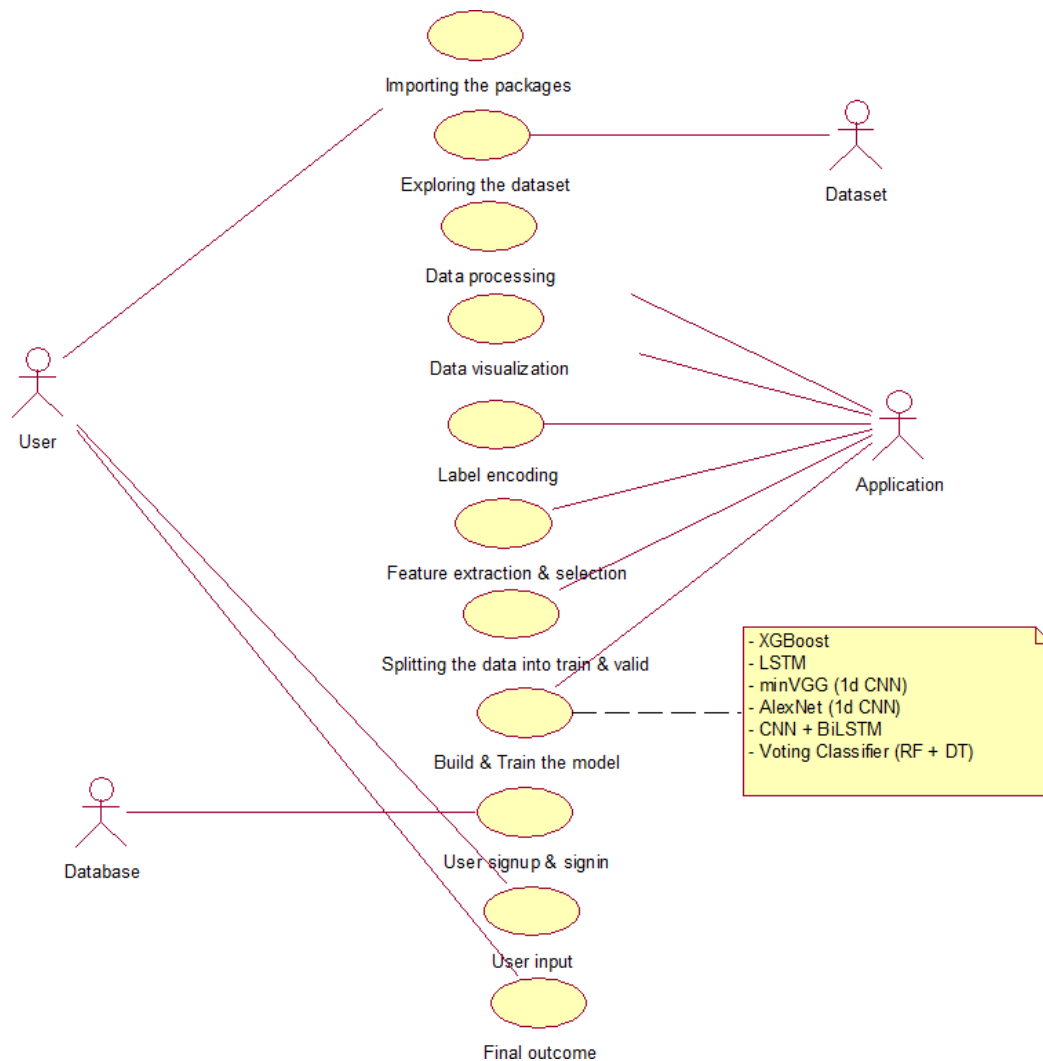 Importing the packages
Exploring the dataset
Dataset
Data processing
Data visualization
User
Label encoding
Application
Feature extraction & selection
Splitting the data into train & valid
- XGBoost
- LSTM
- minVGG (1d CNN)
- AlexNet (1d CNN)
- CNN + BiLSTM
- Voting Classifier (RF + DT)
Build & Train the model
User signup & signin
Database
User input
Final outcome